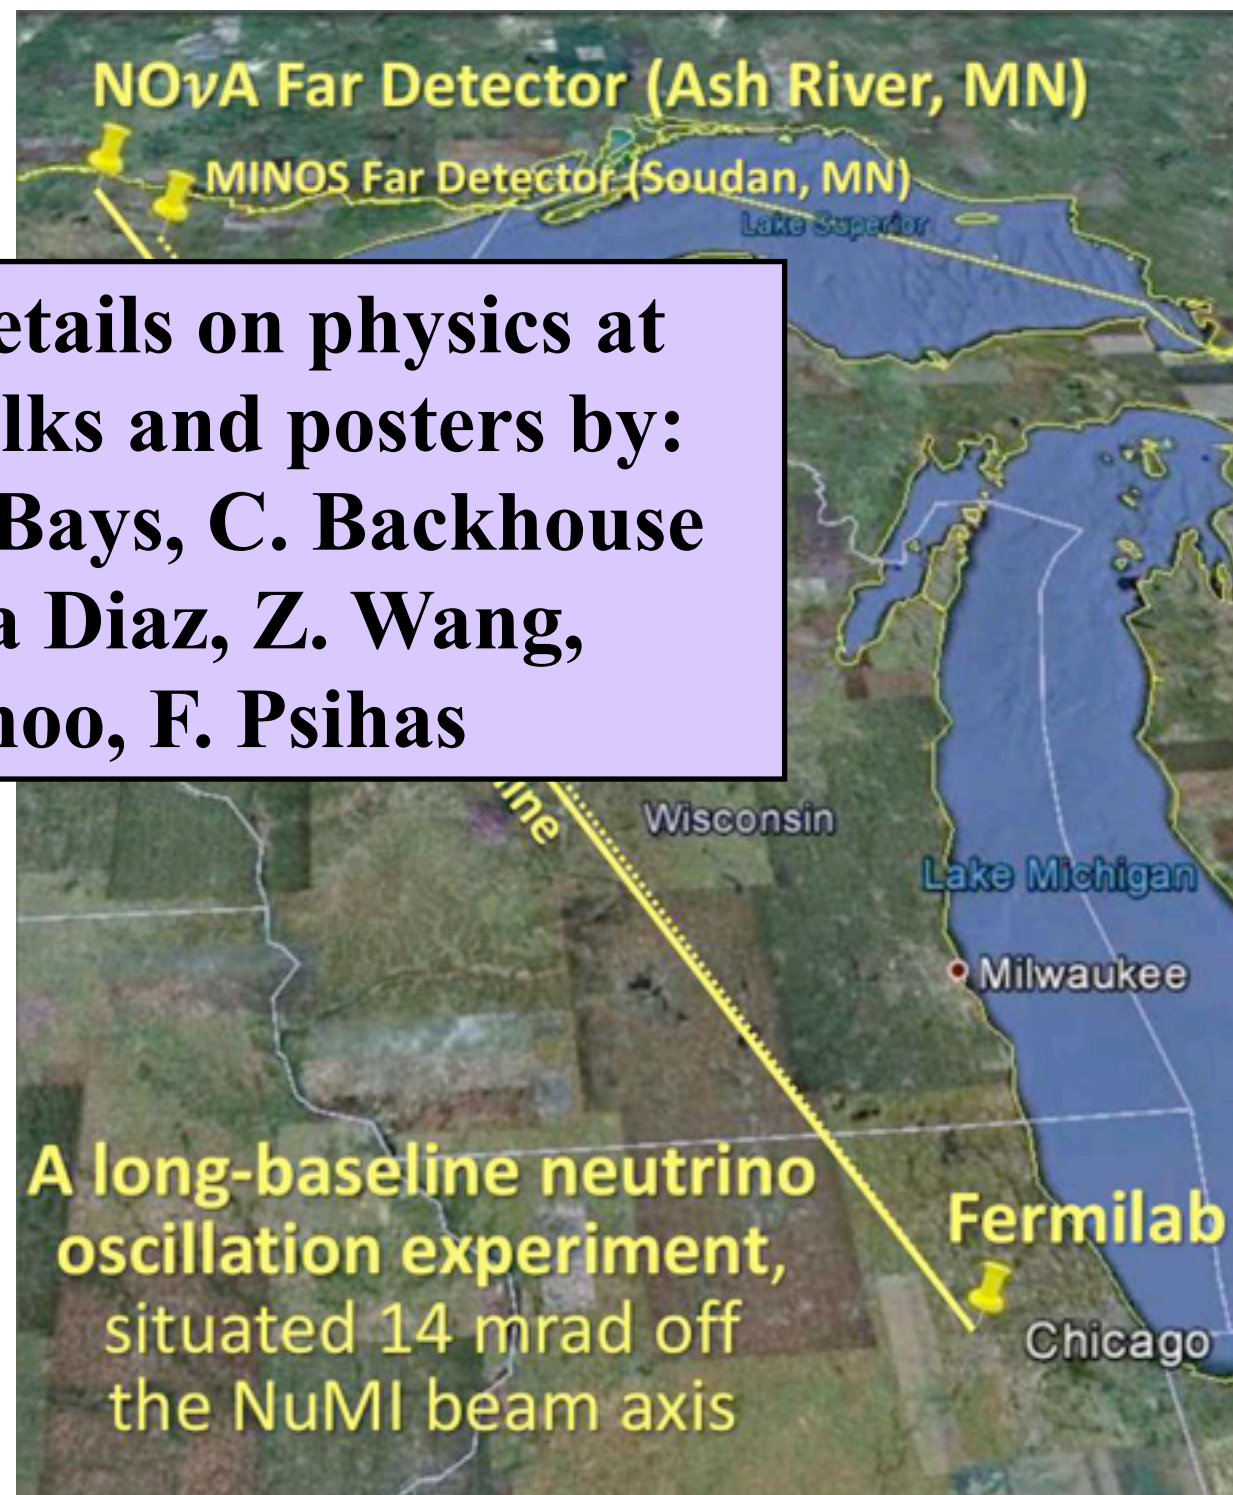 NOνA Far Detector (Ash River, MN)
MINOS Far Detector (Soudan, MN)
Lake Superior
etails on physics at
lks and posters by:
Bays, C. Backhouse
a Diaz, Z. Wang,
hoo, F. Psihas
line
Wisconsin
Lake Michigan
Milwaukee
A long-baseline neutrino
oscillation experiment,
situated 14 mrad off
the NuMI beam axis
Fermilab
Chicago